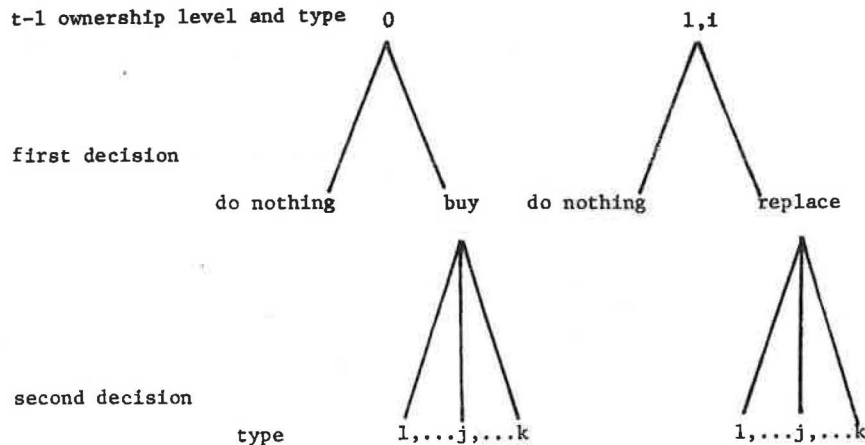 t-1 ownership level and type 0 1,i
first decision
do nothing buy do nothing replace
second decision
type 1,...j,...k 1,...j,...k